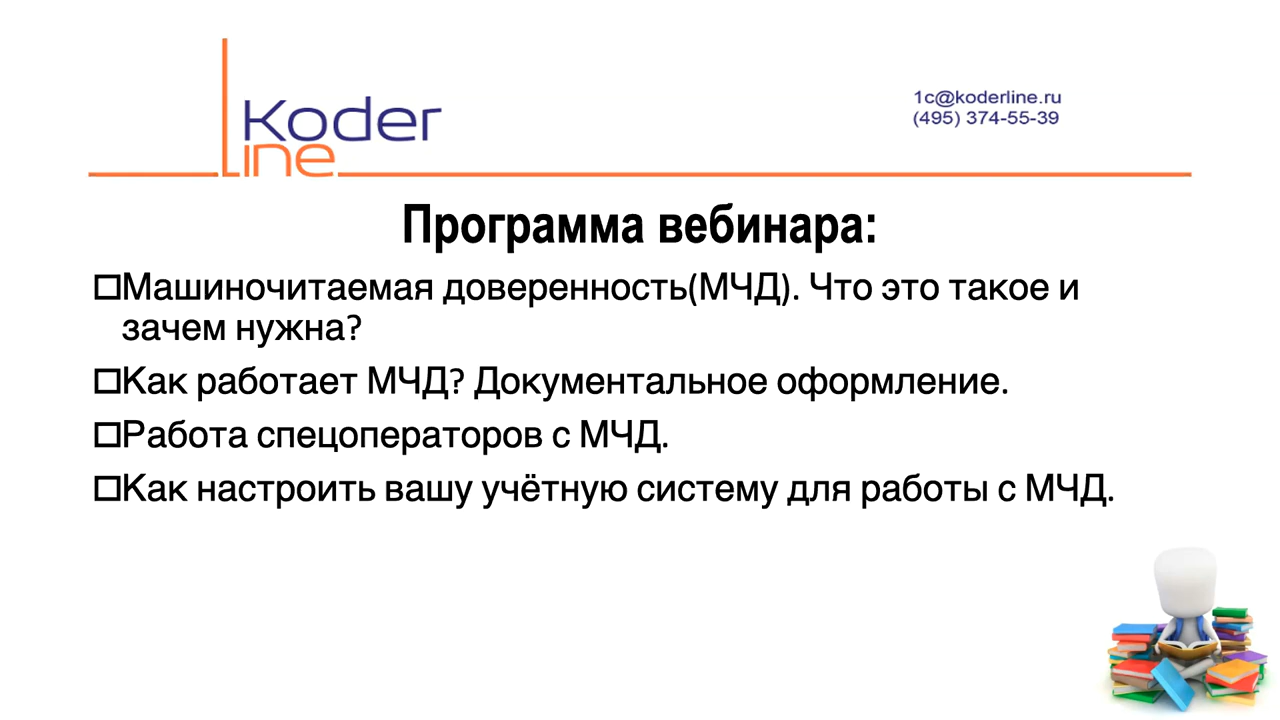 Koder
Line
1c@koderline.ru
(495) 374-55-39
Программа вебинара:
Машиночитаемая доверенность(МЧД). Что это такое и
зачем нужна?
Как работает МЧД? Документальное оформление.
Работа спецоператоров с МЧД.
Как настроить вашу учётную систему для работы с МЧД.